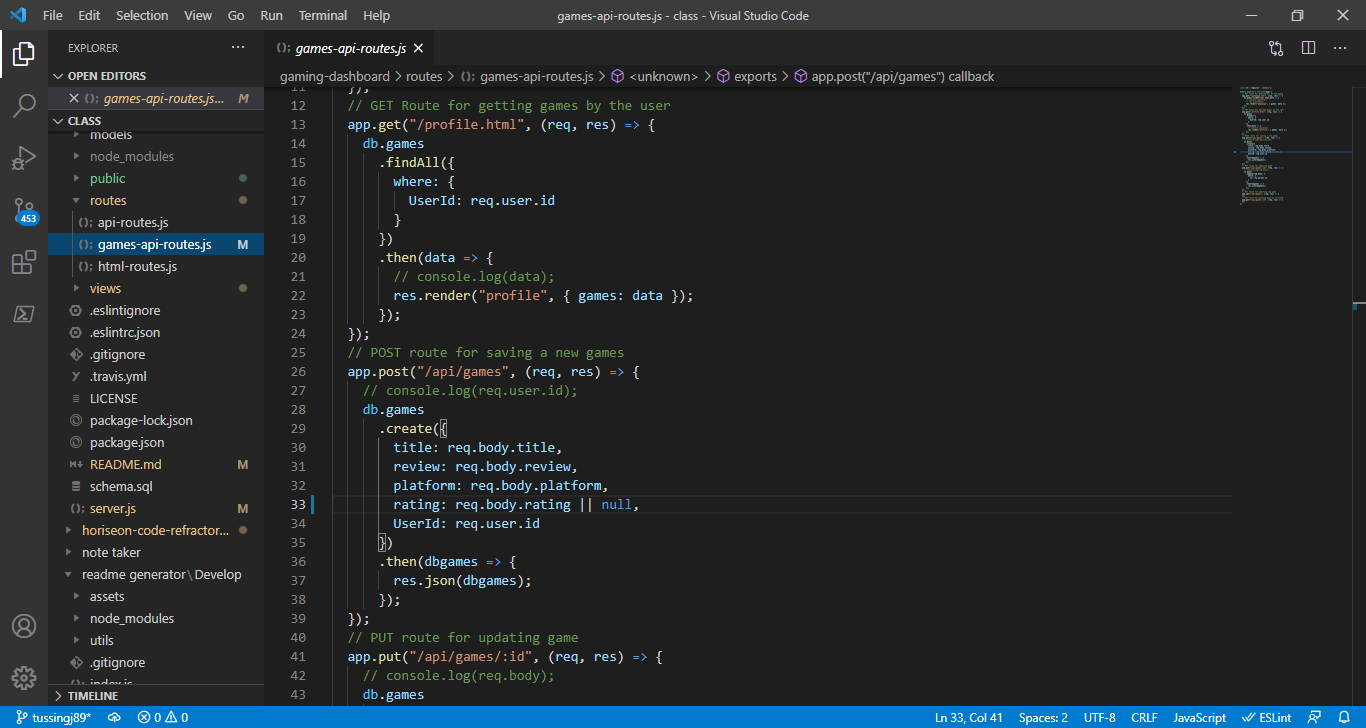 File Edit Selection View Go Run Terminal Help
games-api-routes.js - class - Visual Studio Code
EXPLORER
OPEN EDITORS
games-api-routes.js... M
CLASS
models
node_modules
public
routes
api-routes.js
games-api-routes.js M
html-routes.js
views
.eslintignore
.eslintrc.json
.gitignore
.travis.yml
LICENSE
package-lock.json
package.json
README.md M
schema.sql
server.js M
horiseon-code-refractor...
note taker
readme generator\Develop
assets
node_modules
utils
.gitignore
index.js
TIMELINE
453
games-api-routes.js
gaming-dashboard > routes > games-api-routes.js > <unknown> > exports > app.post("/api/games") callback
11 });
12 // GET Route for getting games by the user
13 app.get("/profile.html", (req, res) => {
14 db.games
15 .findAll({
16 where: {
17 UserId: req.user.id
18 }
19 })
20 .then(data => {
21 // console.log(data);
22 res.render("profile", { games: data });
23 });
24 });
25 // POST route for saving a new games
26 app.post("/api/games", (req, res) => {
27 // console.log(req.user.id);
28 db.games
29 .create({
30 title: req.body.title,
31 review: req.body.review,
32 platform: req.body.platform,
33 rating: req.body.rating || null,
34 UserId: req.user.id
35 })
36 .then(dbgames => {
37 res.json(dbgames);
38 });
39 });
40 // PUT route for updating game
41 app.put("/api/games/:id", (req, res) => {
42 // console.log(req.body);
43 db.games
tussingj89* 0 0 Ln 33, Col 41 Spaces: 2 UTF-8 CRLF JavaScript ESLint